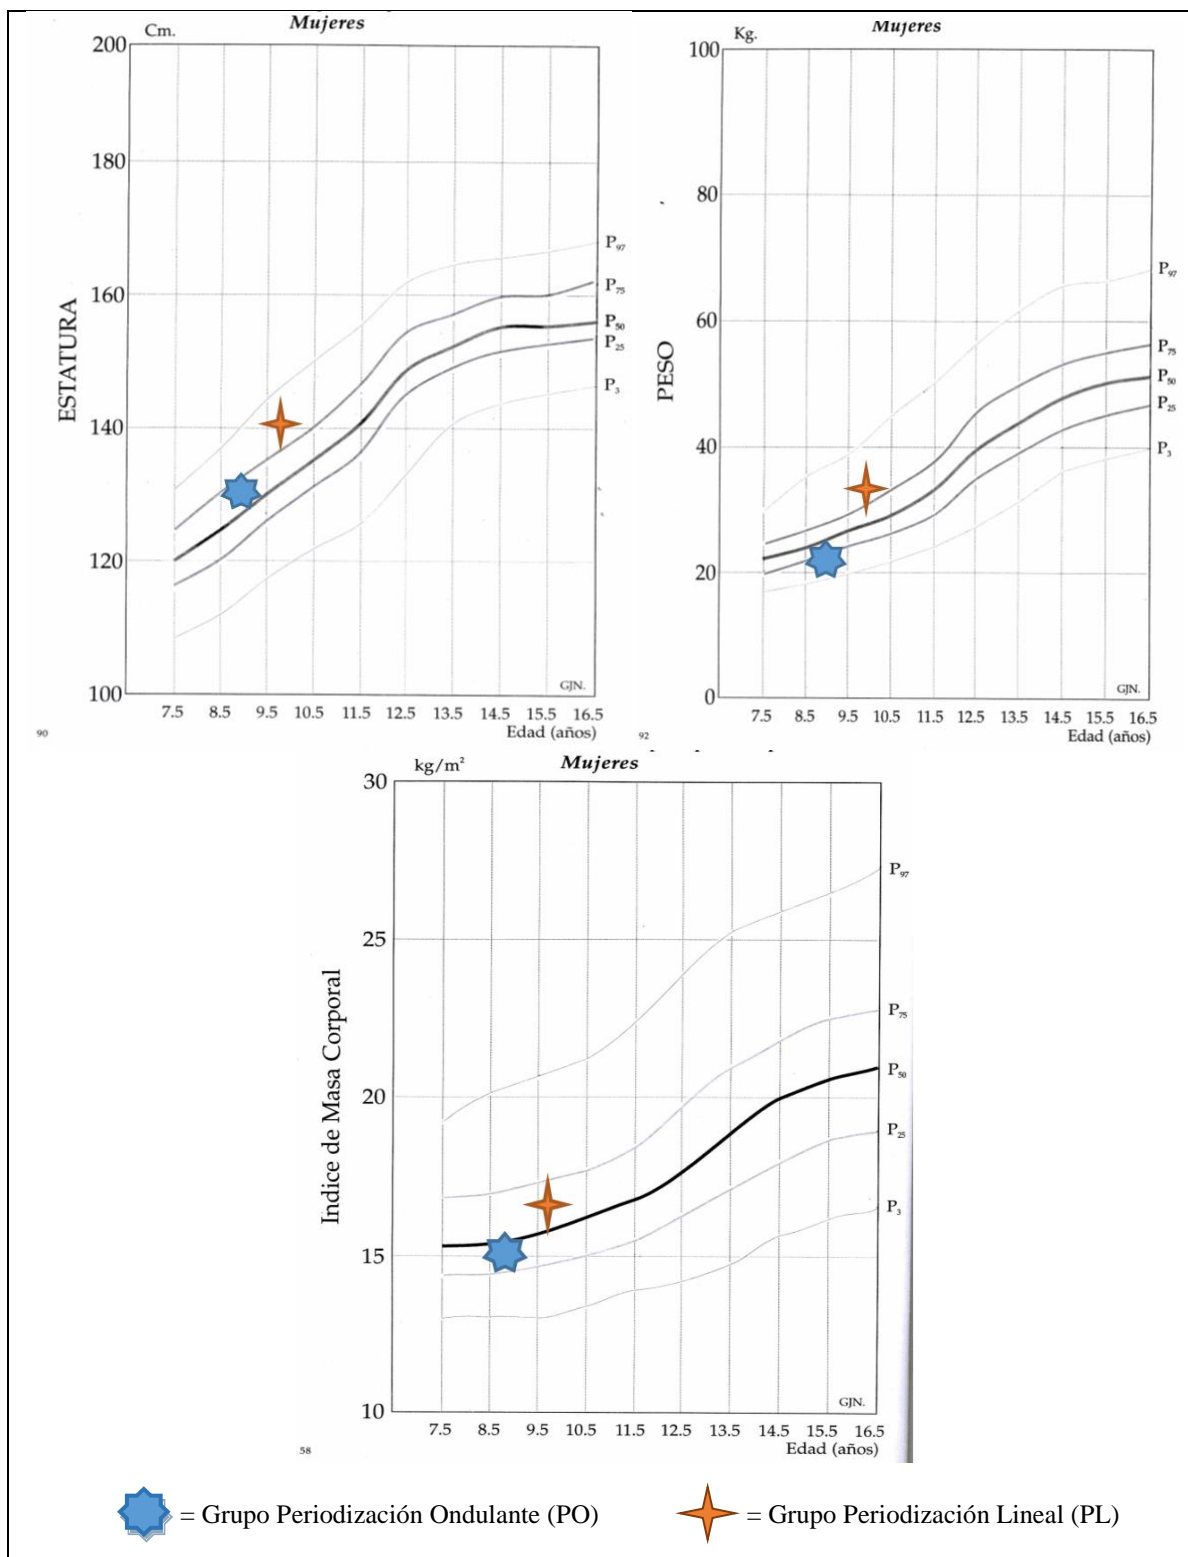 Mujeres
Cm.
200
180
160
140
120
100
ESTATURA
P97
P75
P50
P25
P3
GJN.
7.5 8.5 9.5 10.5 11.5 12.5 13.5 14.5 15.5 16.5
Edad (años)
90
Mujeres
Kg.
100
80
60
40
20
0
PESO
P97
P75
P50
P25
P3
GJN.
7.5 8.5 9.5 10.5 11.5 12.5 13.5 14.5 15.5 16.5
Edad (años)
92
Mujeres
kg/m²
30
25
20
15
10
Indice de Masa Corporal
P97
P75
P50
P25
P3
GJN.
7.5 8.5 9.5 10.5 11.5 12.5 13.5 14.5 15.5 16.5
Edad (años)
58
= Grupo Periodización Ondulante (PO)
= Grupo Periodización Lineal (PL)